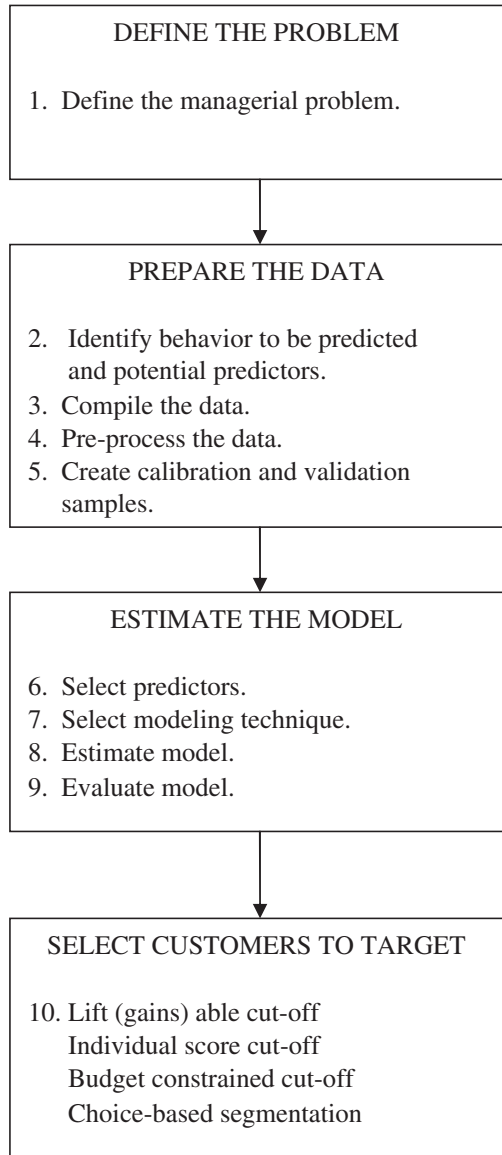 DEFINE THE PROBLEM
1. Define the managerial problem.
PREPARE THE DATA
2. Identify behavior to be predicted
and potential predictors.
3. Compile the data.
4. Pre-process the data.
5. Create calibration and validation
samples.
ESTIMATE THE MODEL
6. Select predictors.
7. Select modeling technique.
8. Estimate model.
9. Evaluate model.
SELECT CUSTOMERS TO TARGET
10. Lift (gains) able cut-off
Individual score cut-off
Budget constrained cut-off
Choice-based segmentation